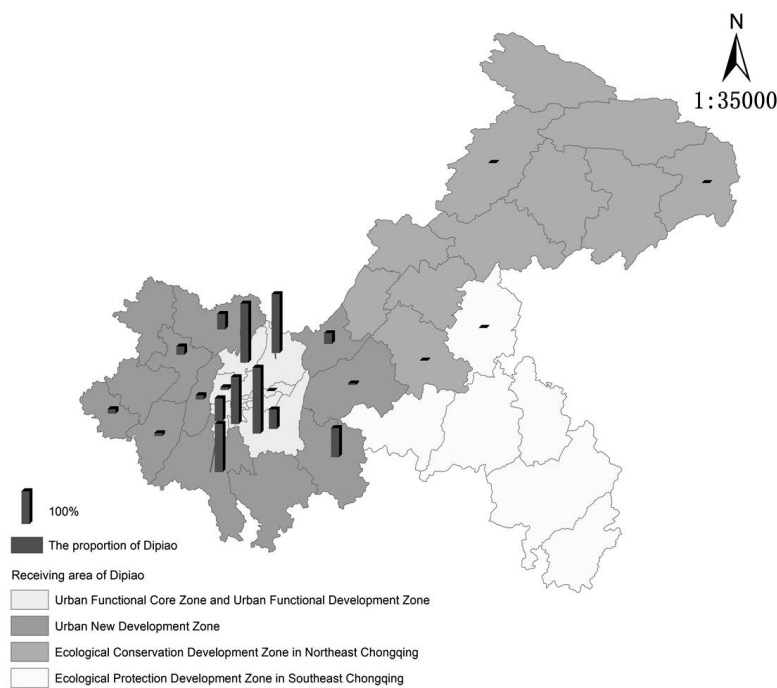 N
1:35000
100%
The proportion of Dipiao
Receiving area of Dipiao
Urban Functional Core Zone and Urban Functional Development Zone
Urban New Development Zone
Ecological Conservation Development Zone in Northeast Chongqing
Ecological Protection Development Zone in Southeast Chongqing